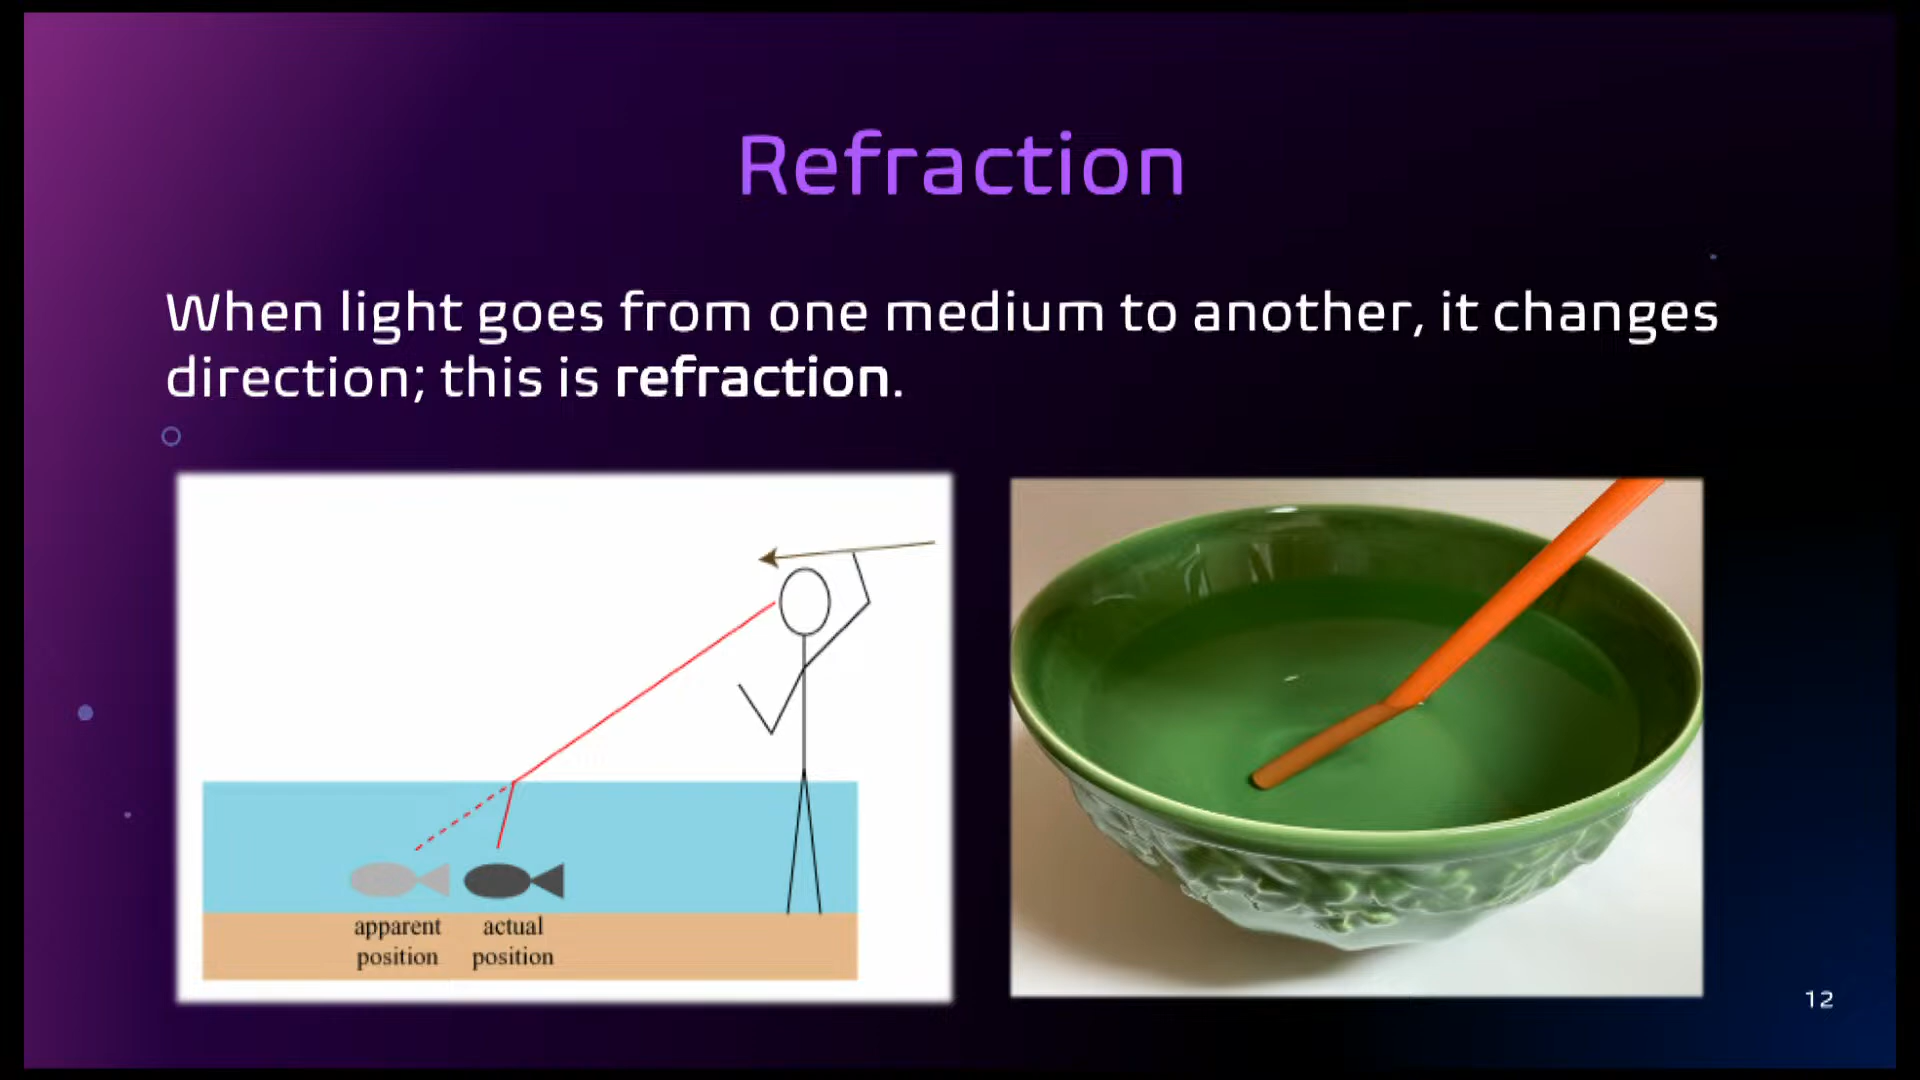 Refraction
When light goes from one medium to another, it changes
direction; this is refraction.
apparent
position
actual
position
12